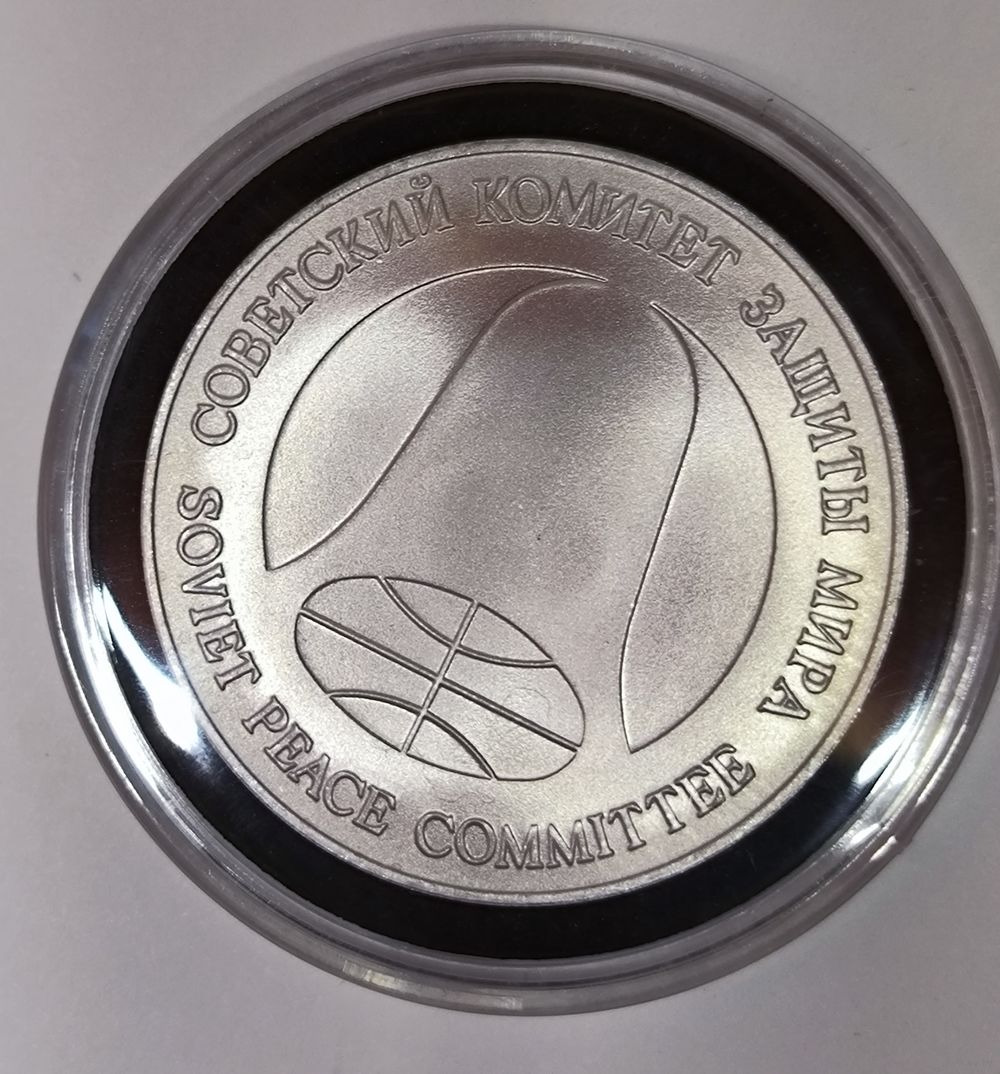 СОВЕТСКИЙ КОМИТЕТ ЗАЩИТЫ МИРА
SOVIET PEACE COMMITTEE